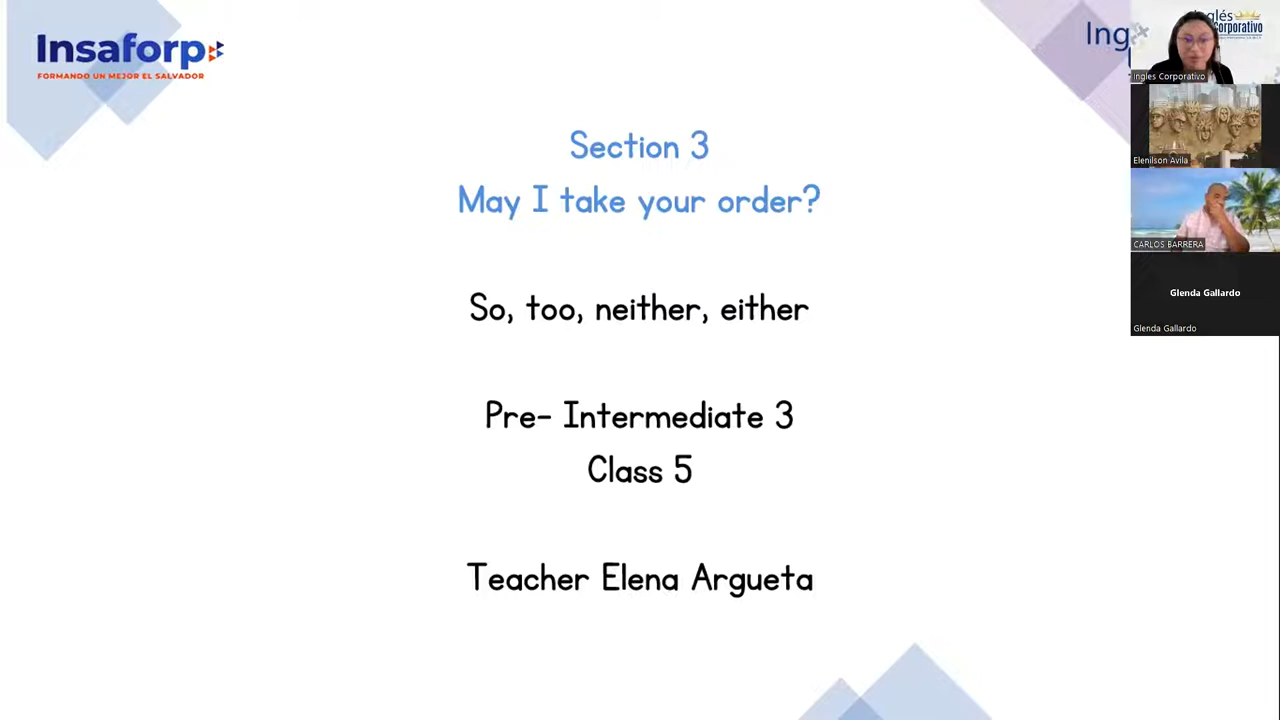 Insaforp
FORMANDO UN MEJOR EL SALVADOR
Section 3
May I take your order?
So, too, neither, either
Pre- Intermediate 3
Class 5
Teacher Elena Argueta
Ing
Ingles Corporativo
Elenilson Avila
CARLOS BARRERA
Glenda Gallardo
Glenda Gallardo